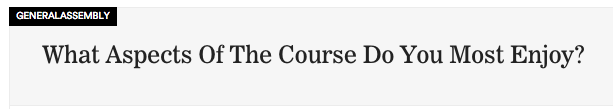 GENERALASSEMBLY
What Aspects Of The Course Do You Most Enjoy?